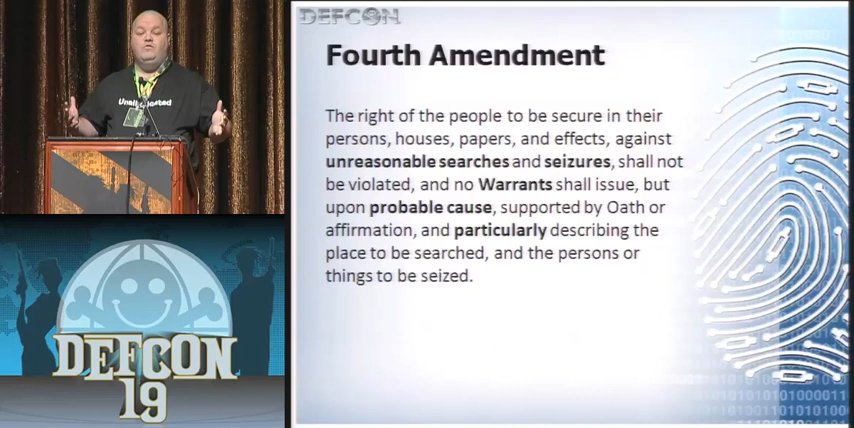 DEFCON
Fourth Amendment
The right of the people to be secure in their
persons, houses, papers, and effects, against
unreasonable searches and seizures, shall not
be violated, and no Warrants shall issue, but
upon probable cause, supported by Oath or
affirmation, and particularly describing the
place to be searched, and the persons or
things to be seized.
DEFCON
19